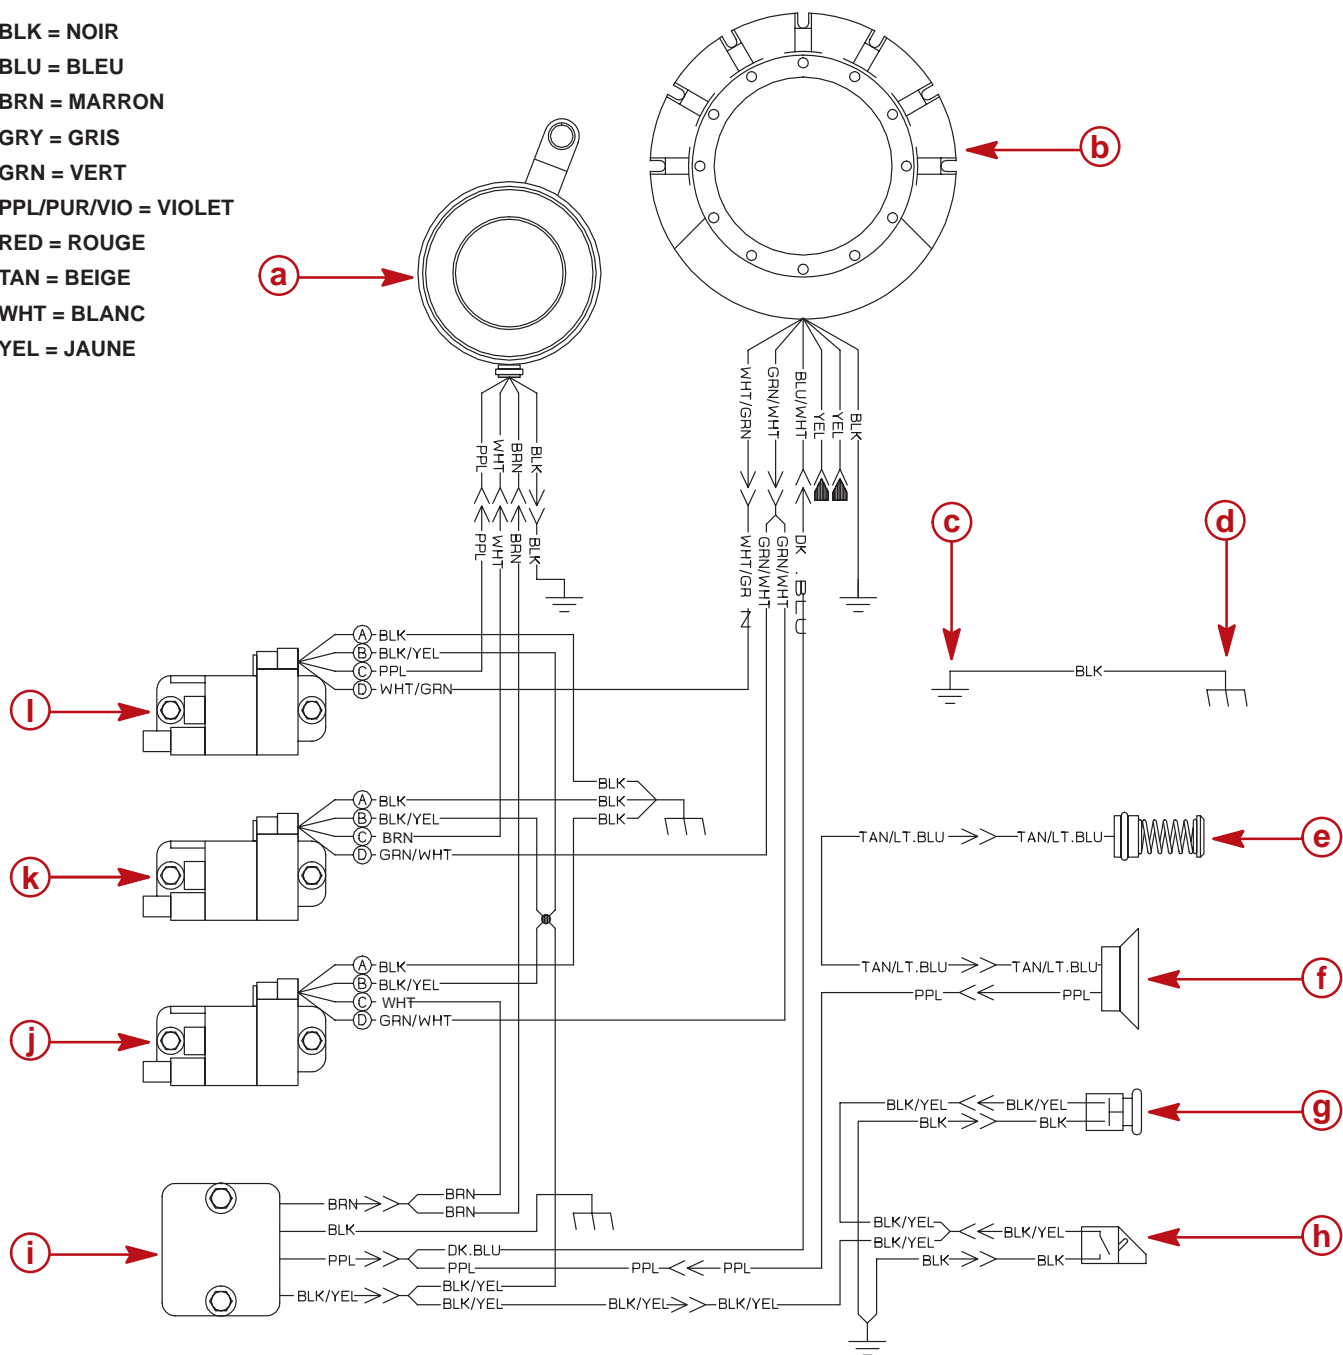 BLK = NOIR
BLU = BLEU
BRN = MARRON
GRY = GRIS
GRN = VERT
PPL/PUR/VIO = VIOLET
RED = ROUGE
TAN = BEIGE
WHT = BLANC
YEL = JAUNE
a
b
PPL
WHT
BRN
BLK
WHT/GRN
GRN/WHT
BLU/WHT
YEL
YEL
BLK
PPL
WHT
BRN
BLK
WHT/GRN
GRN/WHT
GRN/WHT
DK.BLU
c
d
BLK
l
A BLK
B BLK/YEL
C PPL
D WHT/GRN
k
A BLK
B BLK/YEL
C BRN
D GRN/WHT
BLK
BLK
BLK
TAN/LT.BLU
TAN/LT.BLU
e
j
A BLK
B BLK/YEL
C WHT
D GRN/WHT
TAN/LT.BLU
TAN/LT.BLU
PPL
PPL
f
BLK/YEL
BLK/YEL
BLK
BLK
g
i
BRN
BRN
BRN
BLK
PPL
DK.BLU
PPL
PPL
PPL
BLK/YEL
BLK/YEL
BLK/YEL
BLK/YEL
BLK/YEL
BLK/YEL
BLK/YEL
BLK/YEL
BLK
BLK
h